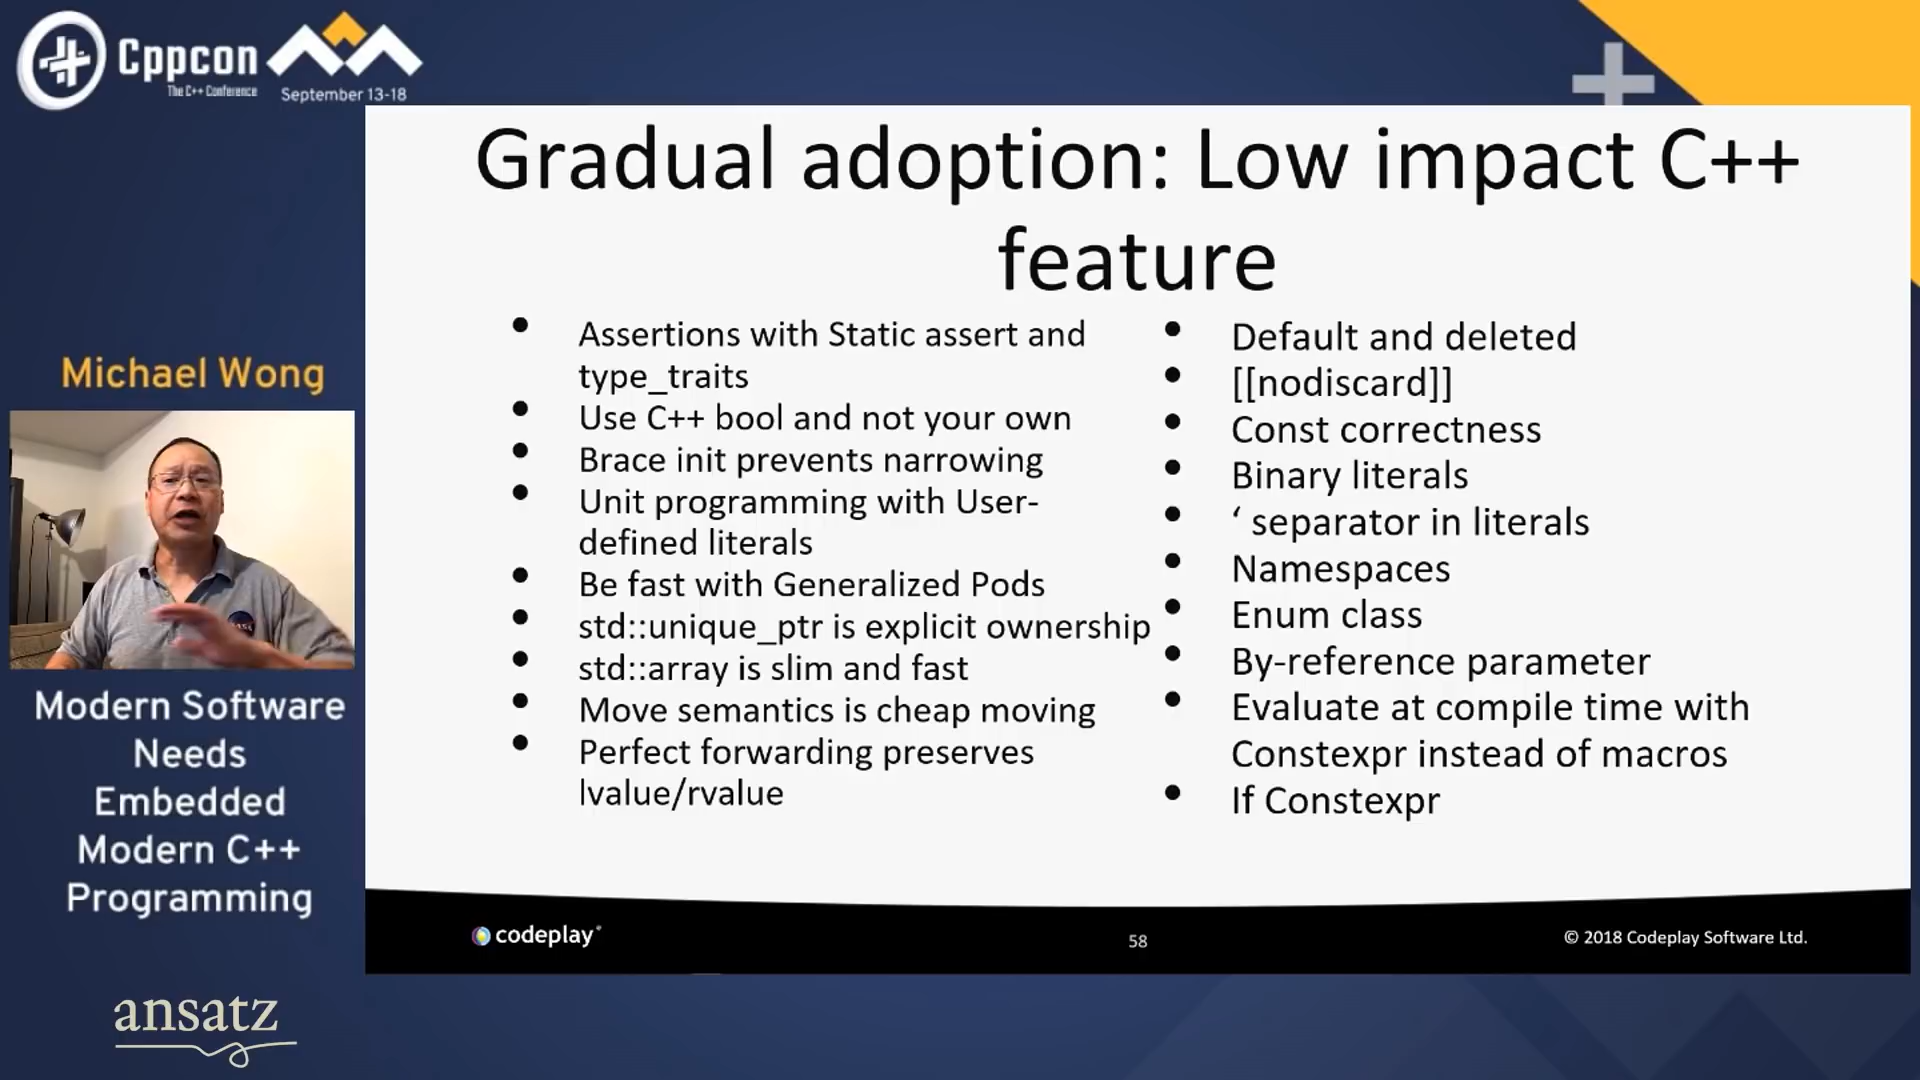 Cppcon
The C++ Conference
September 13-18
Gradual adoption: Low impact C++
feature
Michael Wong
Modern Software
Needs
Embedded
Modern C++
Programming
• Assertions with Static assert and
type_traits
• Use C++ bool and not your own
• Brace init prevents narrowing
• Unit programming with User-
defined literals
• Be fast with Generalized Pods
• std::unique_ptr is explicit ownership
• std::array is slim and fast
• Move semantics is cheap moving
• Perfect forwarding preserves
lvalue/rvalue
• Default and deleted
• [[nodiscard]]
• Const correctness
• Binary literals
• ‘ separator in literals
• Namespaces
• Enum class
• By-reference parameter
• Evaluate at compile time with
Constexpr instead of macros
• If Constexpr
codeplay
58
© 2018 Codeplay Software Ltd.
ansatz